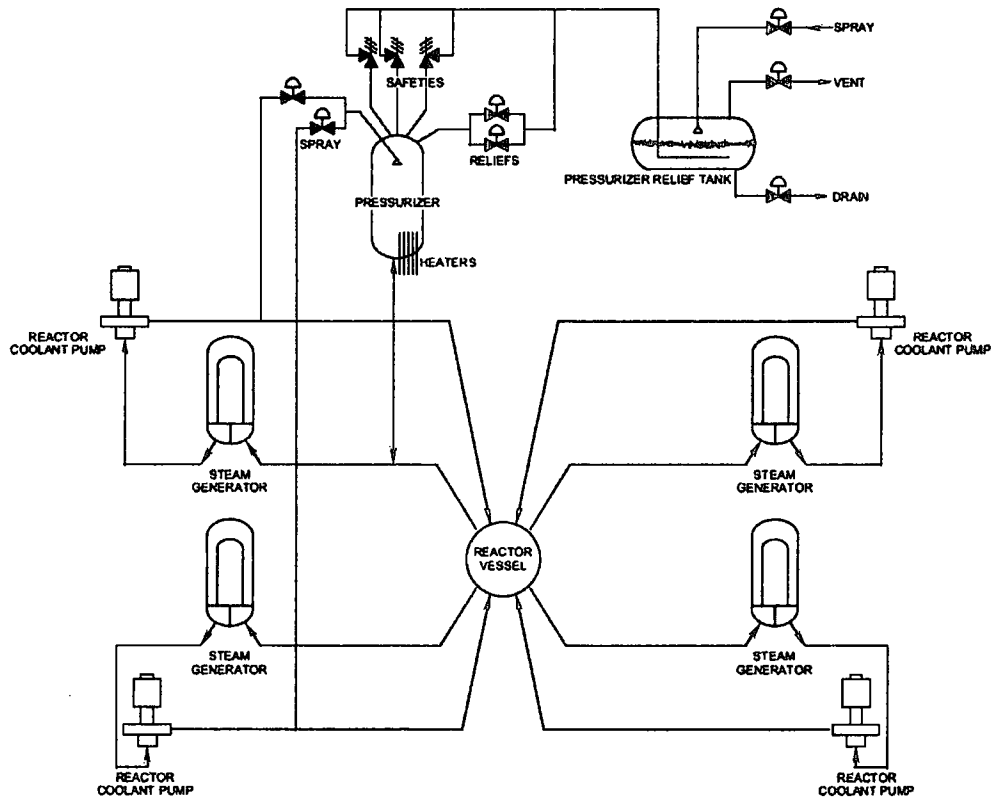 SPRAY
SAFETIES
VENT
SPRAY
RELIEFS
PRESSURIZER RELIEF TANK
DRAIN
PRESSURIZER
HEATERS
REACTOR
COOLANT PUMP
REACTOR
COOLANT PUMP
STEAM
GENERATOR
STEAM
GENERATOR
REACTOR
VESSEL
STEAM
GENERATOR
STEAM
GENERATOR
REACTOR
COOLANT PUMP
REACTOR
COOLANT PUMP